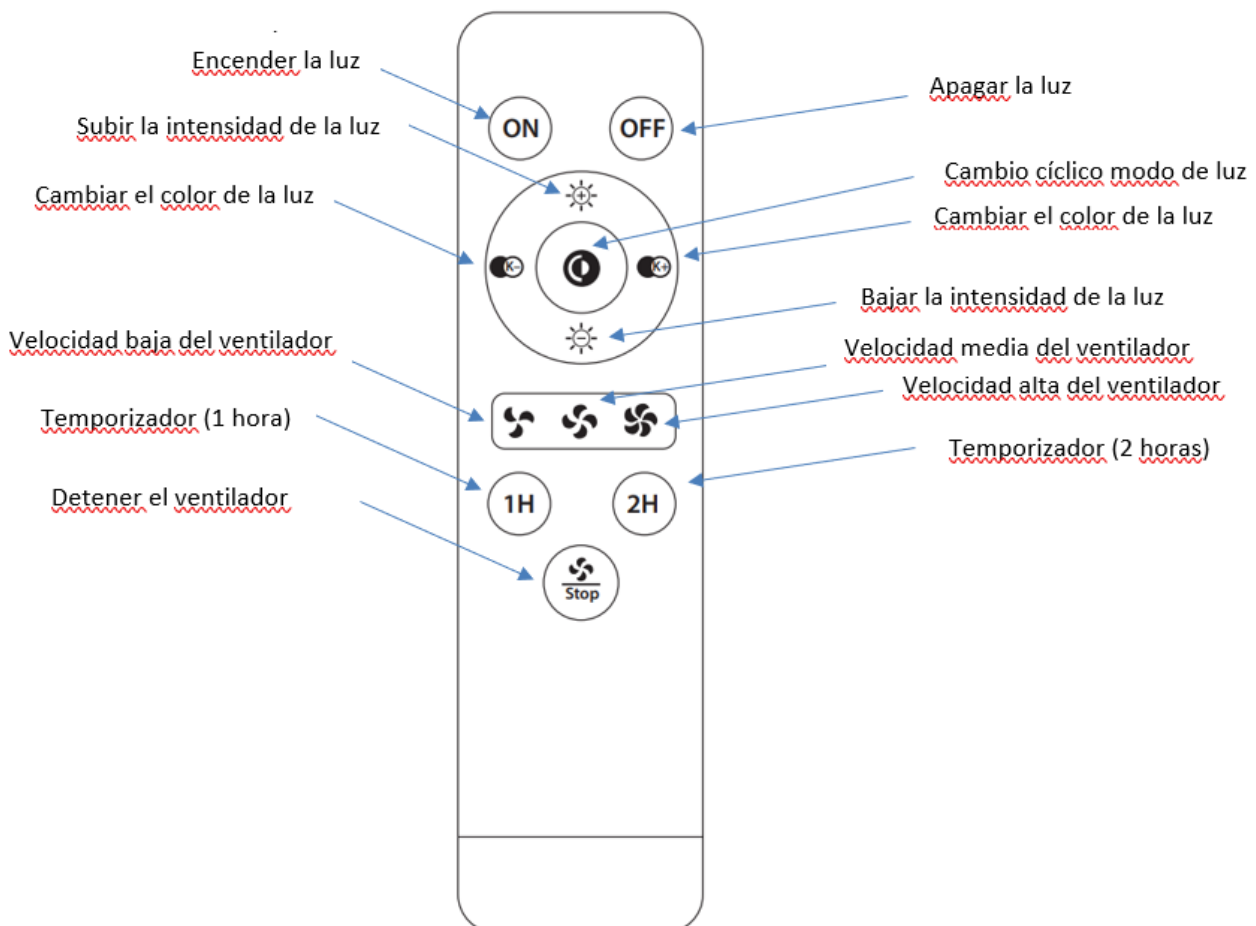 Encender la luz
Apagar la luz
ON
OFF
Subir la intensidad de la luz
Cambio cíclico modo de luz
Cambiar el color de la luz
Cambiar el color de la luz
K-
K+
Bajar la intensidad de la luz
Velocidad baja del ventilador
Velocidad media del ventilador
Velocidad alta del ventilador
Temporizador (1 hora)
Temporizador (2 horas)
Detener el ventilador
1H
2H
Stop